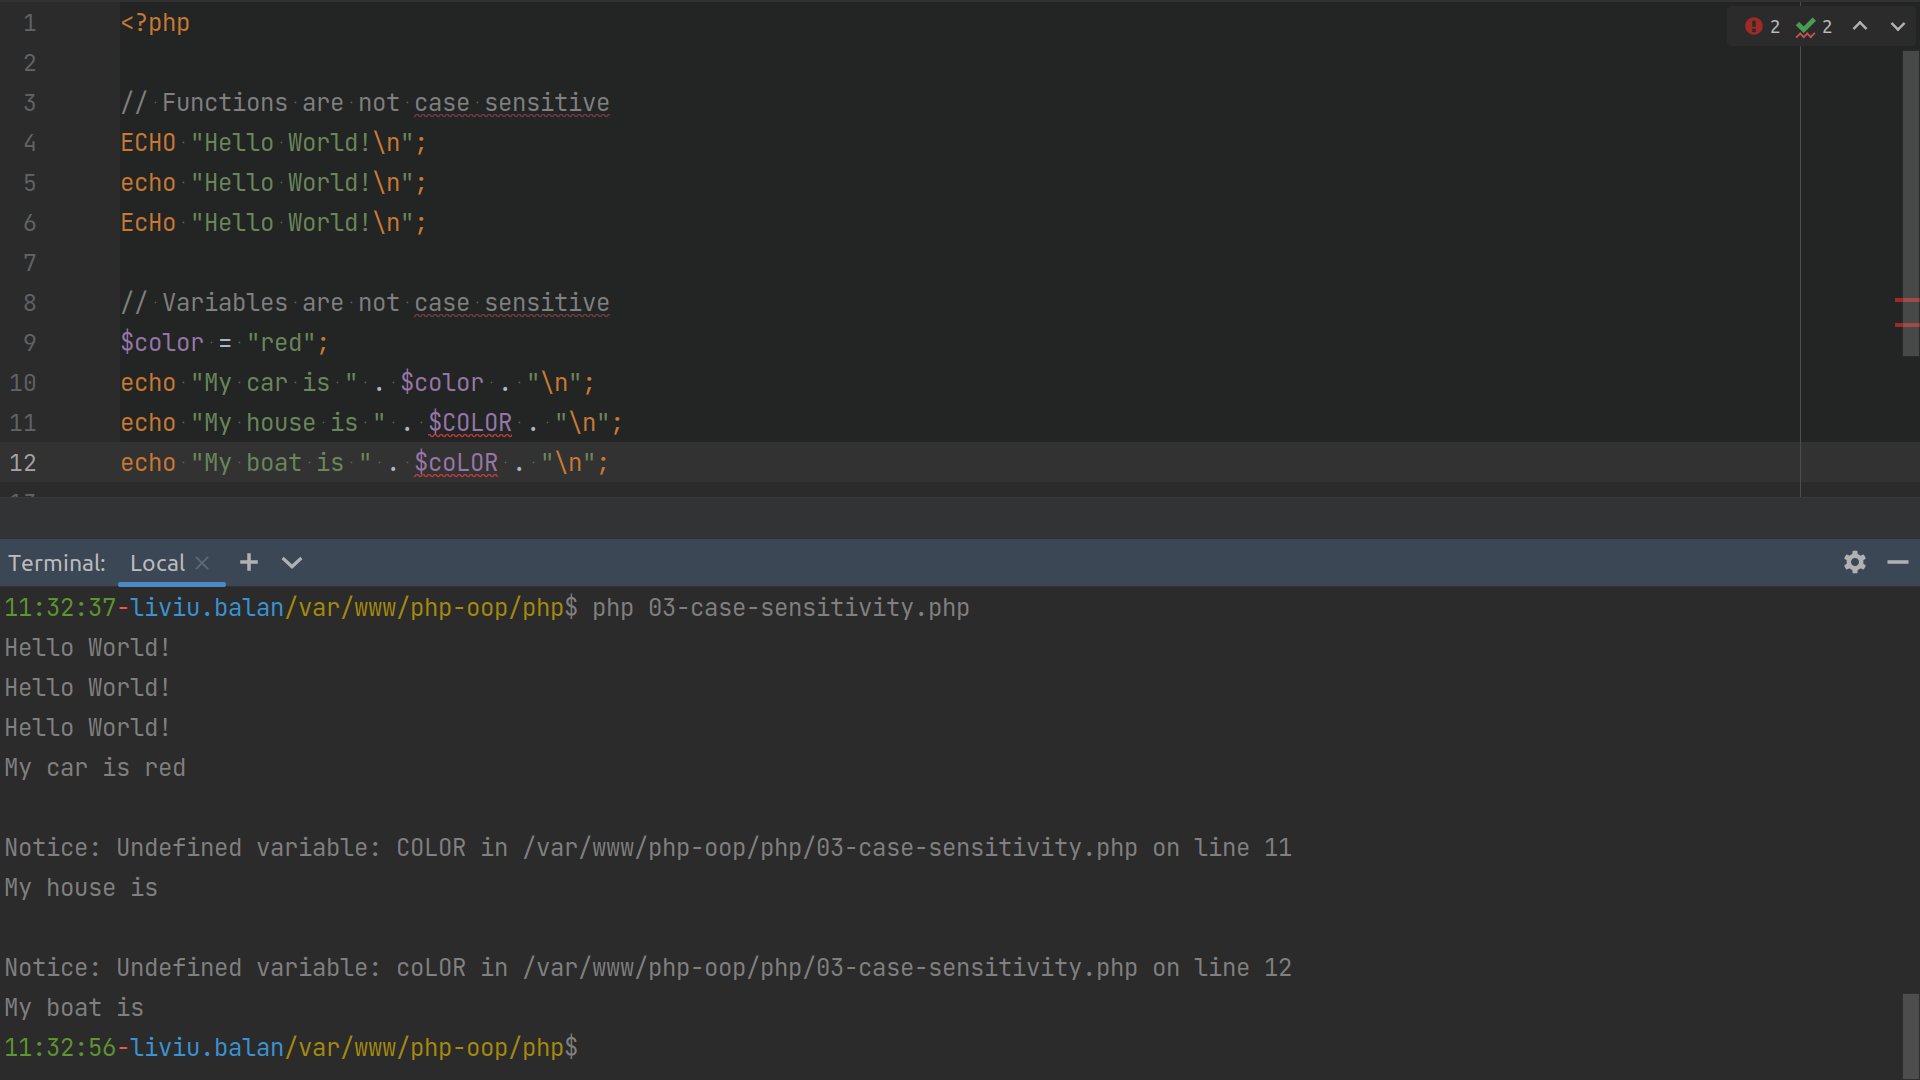 1 <?php
2
3 // Functions are not case sensitive
4 ECHO "Hello World!\n";
5 echo "Hello World!\n";
6 EcHo "Hello World!\n";
7
8 // Variables are not case sensitive
9 $color = "red";
10 echo "My car is " . $color . "\n";
11 echo "My house is " . $COLOR . "\n";
12 echo "My boat is " . $coLOR . "\n";
2 2
Terminal: Local
11:32:37-liviu.balan/var/www/php-oop/php$ php 03-case-sensitivity.php
Hello World!
Hello World!
Hello World!
My car is red
Notice: Undefined variable: COLOR in /var/www/php-oop/php/03-case-sensitivity.php on line 11
My house is
Notice: Undefined variable: coLOR in /var/www/php-oop/php/03-case-sensitivity.php on line 12
My boat is
11:32:56-liviu.balan/var/www/php-oop/php$